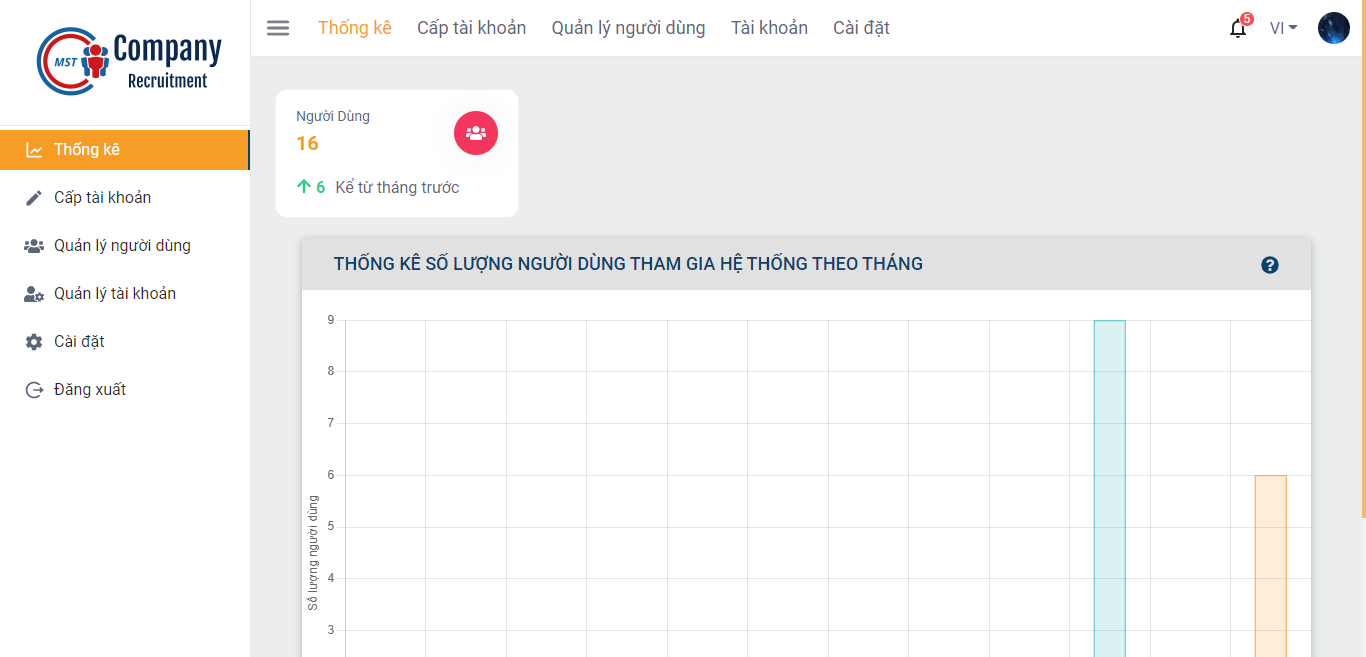 MST Company
Recruitment
Thống kê
Cấp tài khoản
Quản lý người dùng
Quản lý tài khoản
Cài đặt
Đăng xuất
Thống kê Cấp tài khoản Quản lý người dùng Tài khoản Cài đặt 5 VI
Người Dùng
16
6 Kể từ tháng trước
THỐNG KÊ SỐ LƯỢNG NGƯỜI DÙNG THAM GIA HỆ THỐNG THEO THÁNG ?
9
8
7
6
5
4
3
Số lượng người dùng